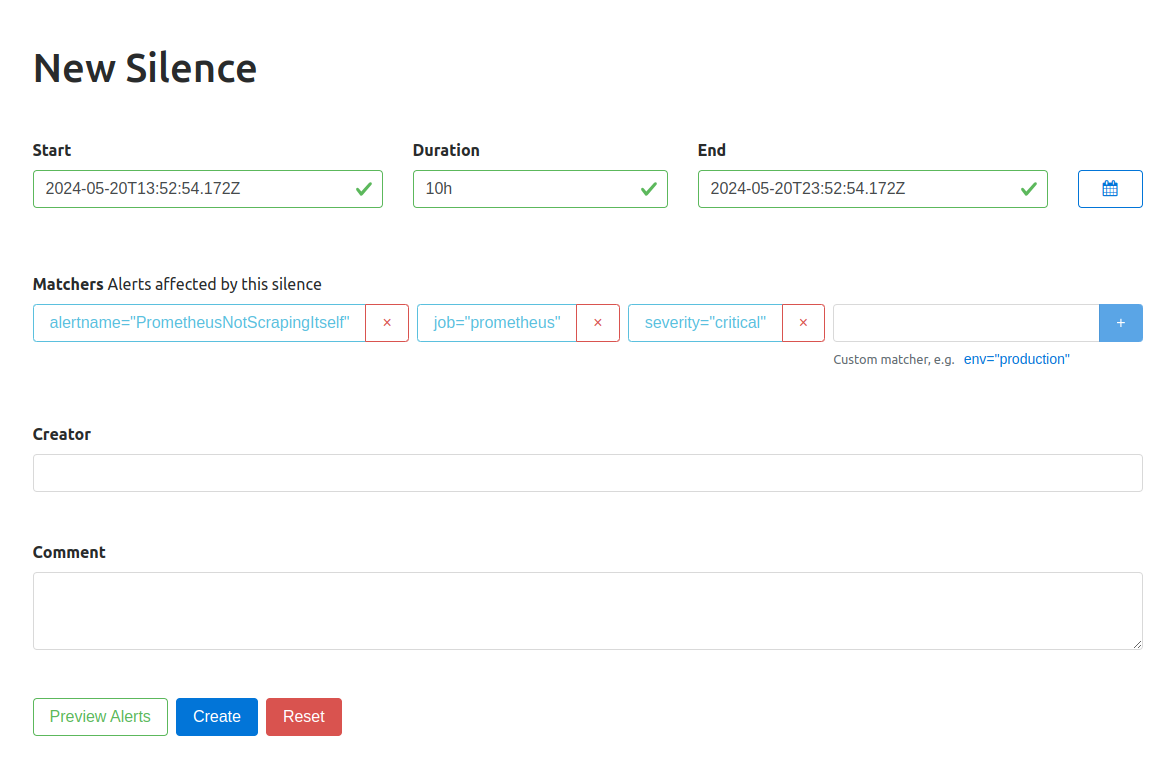 New Silence
Start Duration End
2024-05-20T13:52:54.172Z 10h 2024-05-20T23:52:54.172Z
Matchers Alerts affected by this silence
alertname="PrometheusNotScrapingItself" × job="prometheus" × severity="critical" × +
Custom matcher, e.g. env="production"
Creator
Comment
Preview Alerts Create Reset